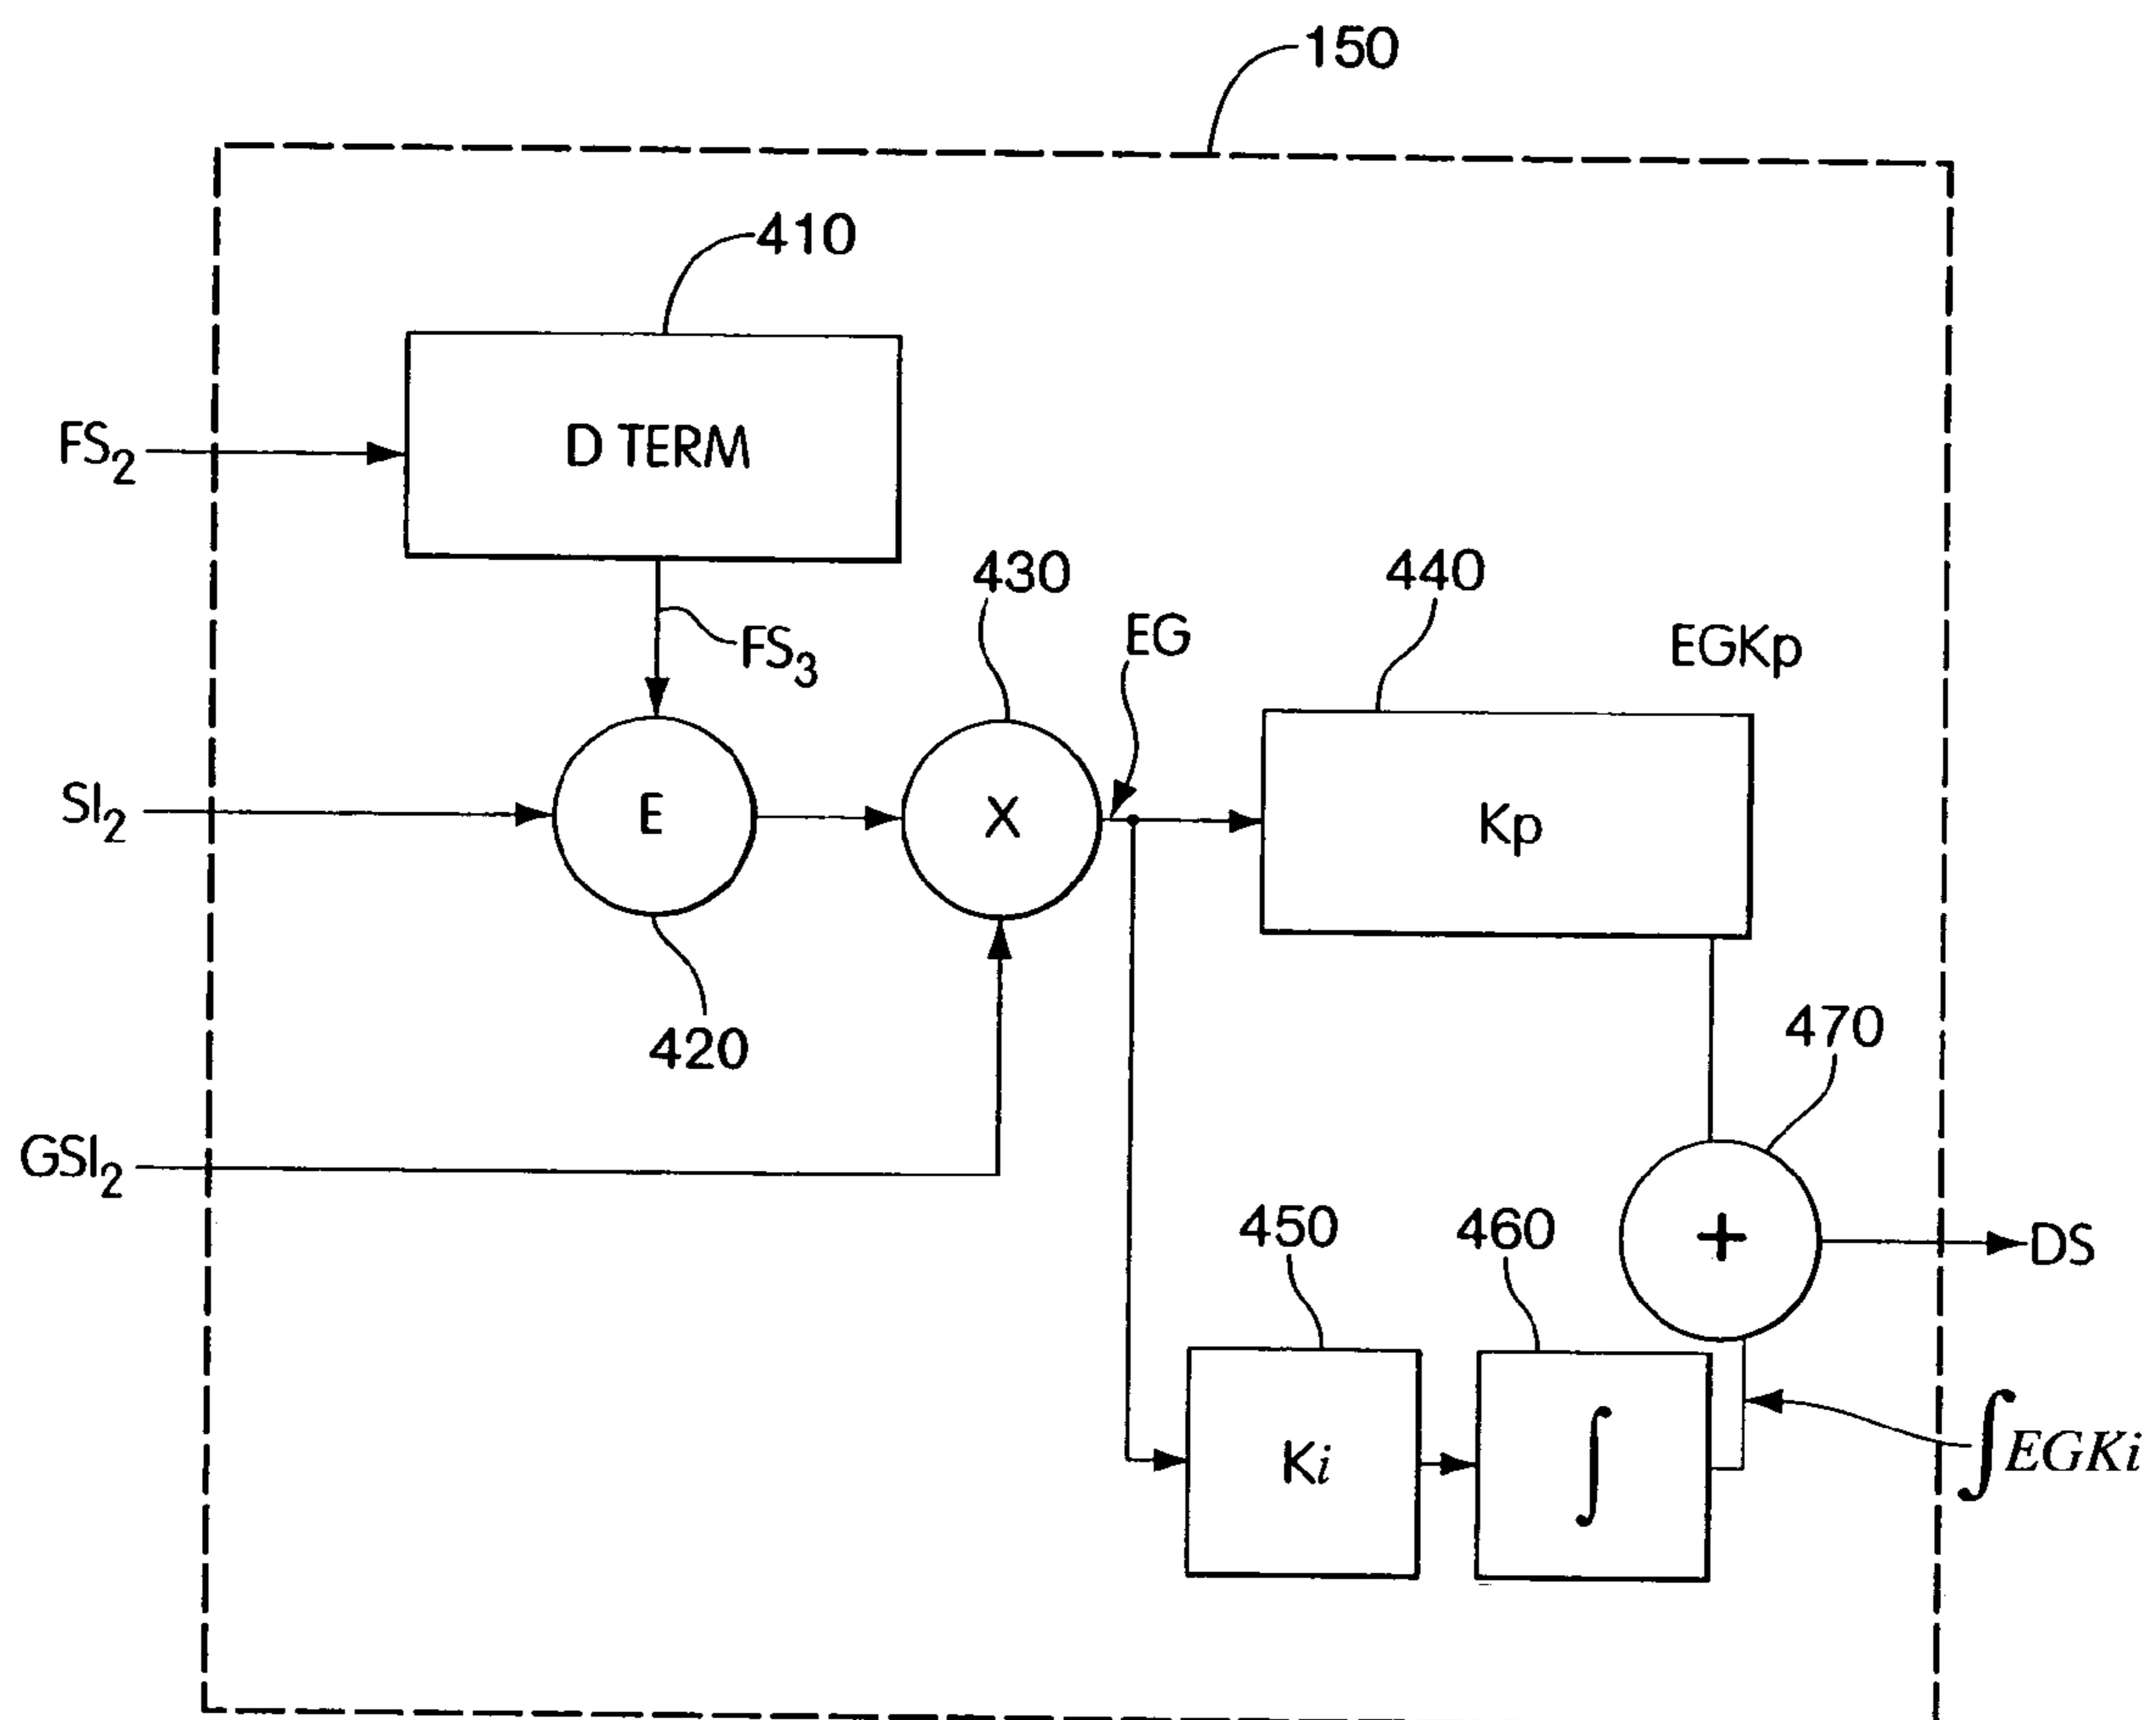 150
410
FS2
D TERM
430
440
FS3
EG
EGKp
SI2
E
X
Kp
420
470
GSI2
450
460
+
DS
Ki
∫
∫EGKi